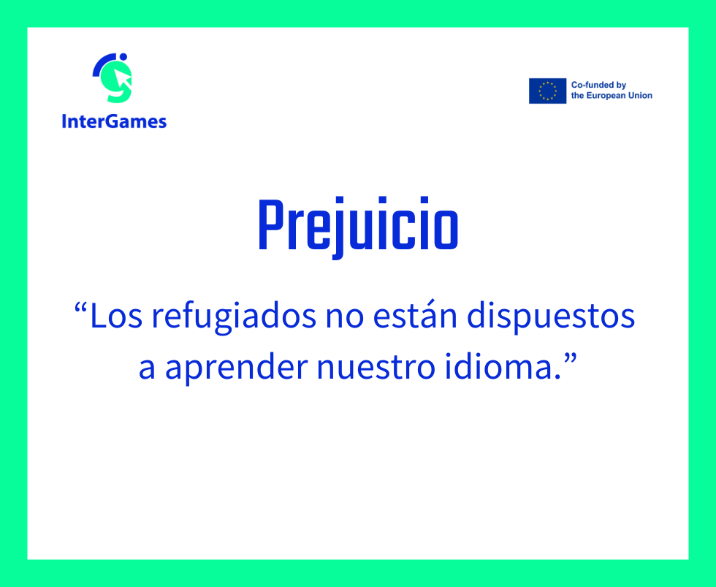 InterGames
Co-funded by
the European Union
Prejuicio
“Los refugiados no están dispuestos
a aprender nuestro idioma.”